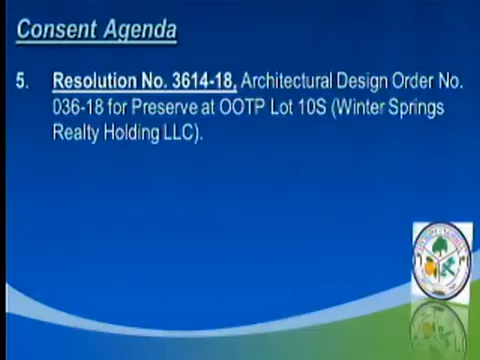 Consent Agenda
5. Resolution No. 3614-18, Architectural Design Order No.
036-18 for Preserve at OOTP Lot 10S (Winter Springs
Realty Holding LLC).